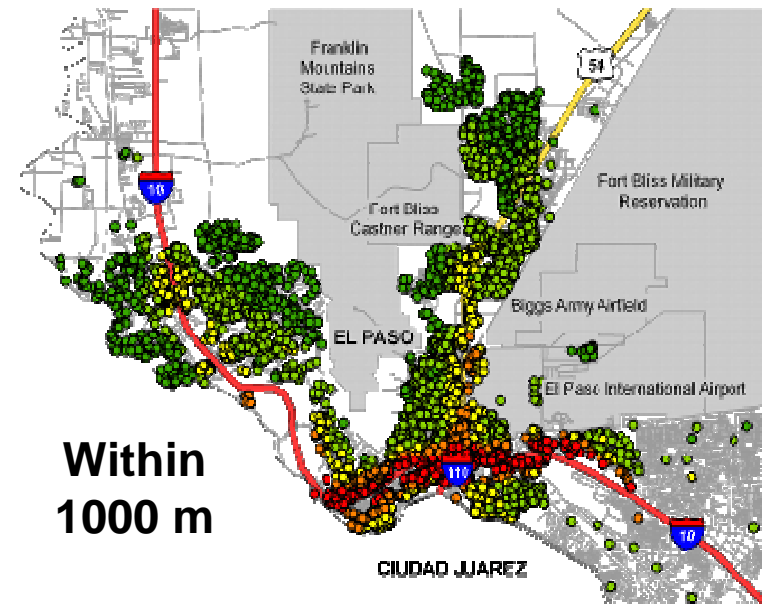 Franklin
Mountains
State Park
54
10
Fort Bliss Military
Reservation
Fort Bliss
Castner Range
Biggs Army Airfield
EL PASO
El Paso International Airport
Within
1000 m
110
10
CIUDAD JUAREZ